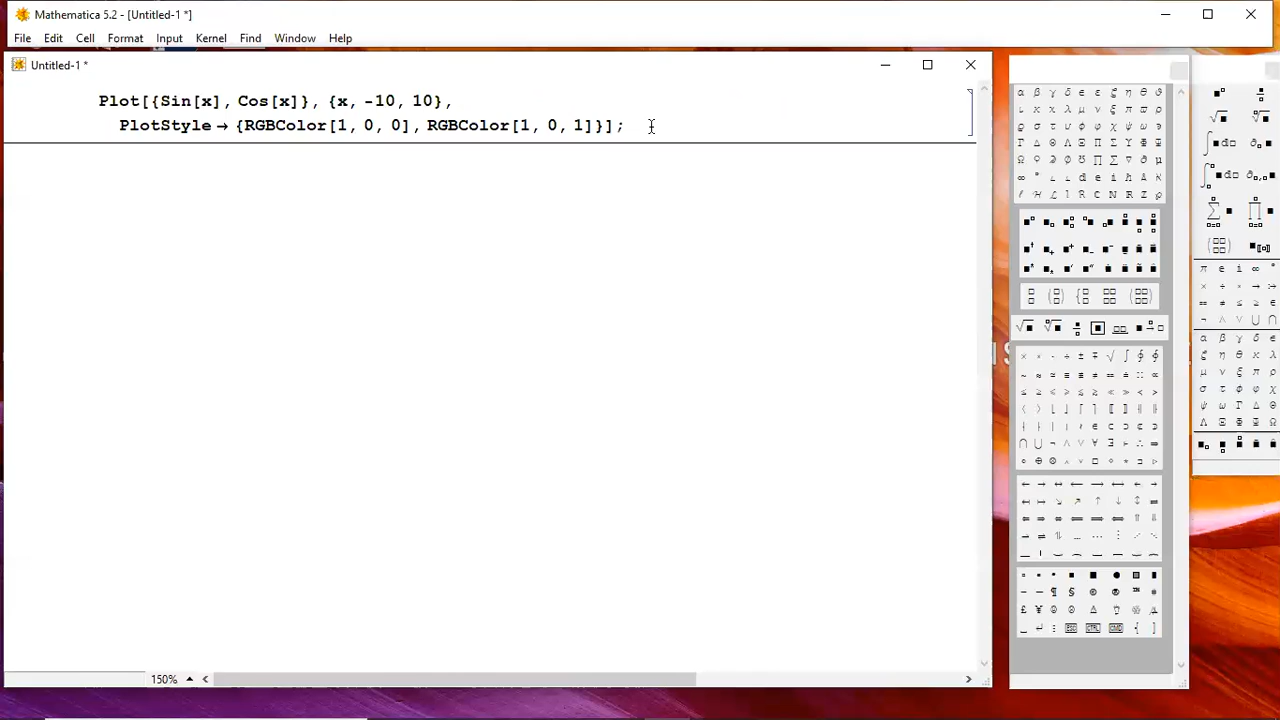 Mathematica 5.2 - [Untitled-1 *]
File Edit Cell Format Input Kernel Find Window Help
Untitled-1 *
Plot[{Sin[x], Cos[x]}, {x, -10, 10},
PlotStyle → {RGBColor[1, 0, 0], RGBColor[1, 0, 1]}];
150%